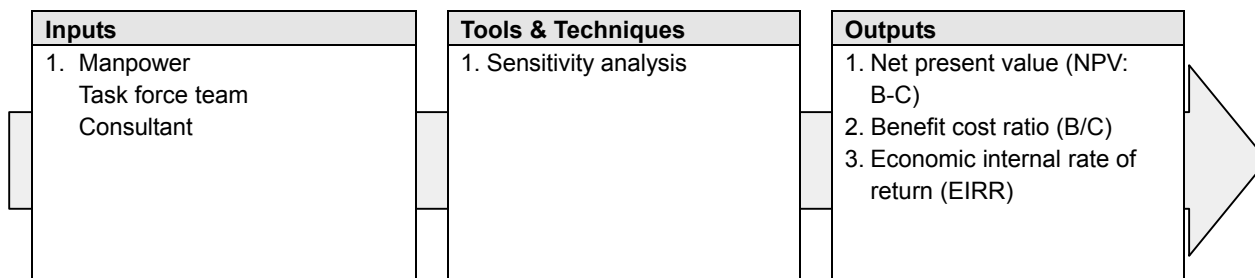 Inputs
1. Manpower
Task force team
Consultant
Tools & Techniques
1. Sensitivity analysis
Outputs
1. Net present value (NPV:
B-C)
2. Benefit cost ratio (B/C)
3. Economic internal rate of
return (EIRR)